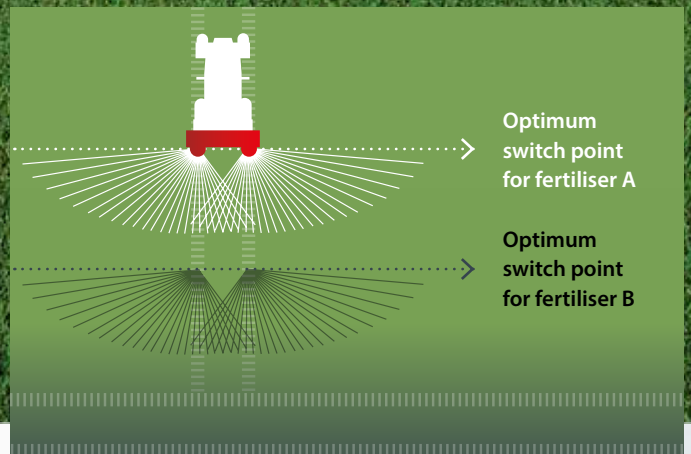 Optimum
switch point
for fertiliser A
Optimum
switch point
for fertiliser B